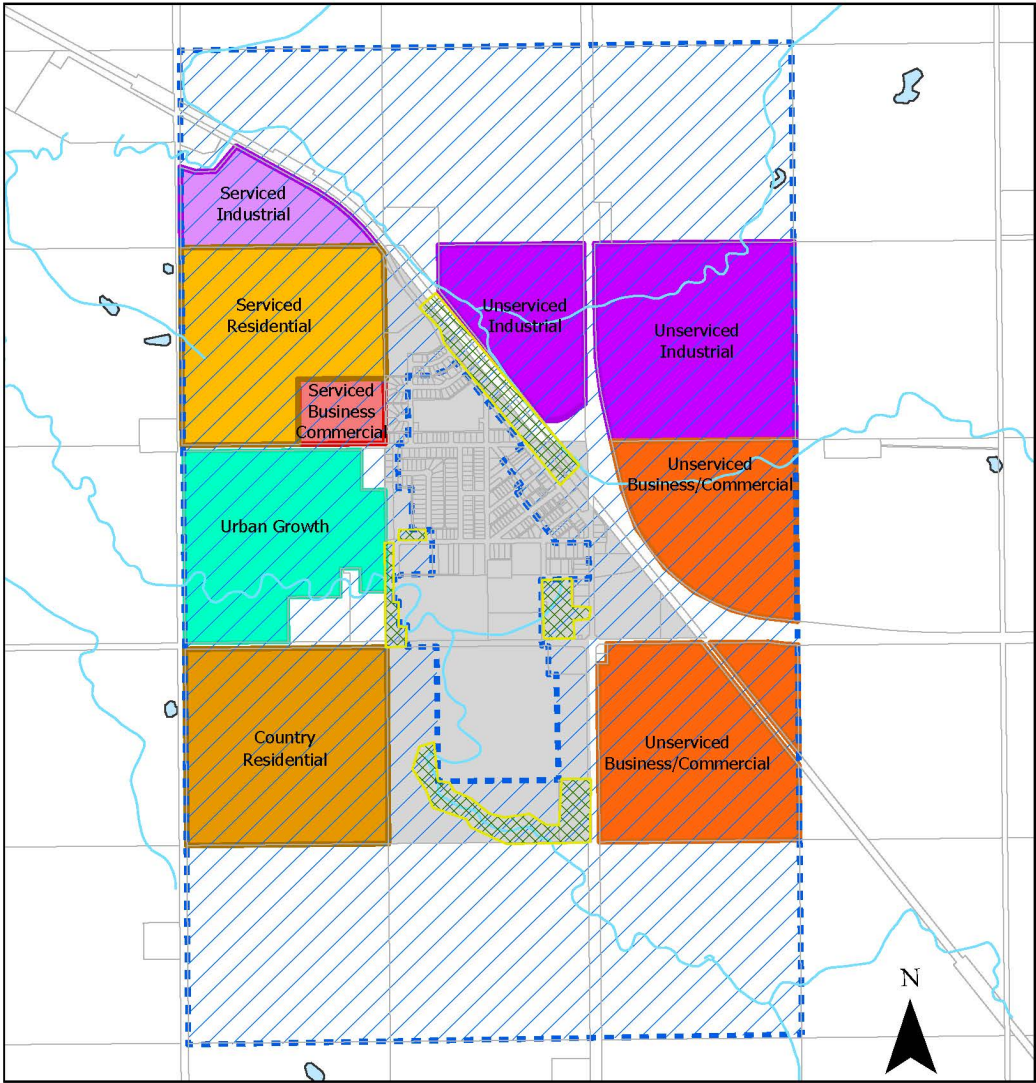 Serviced
Industrial
Serviced
Residential
Unserviced
Industrial
Unserviced
Industrial
Serviced
Business
Commercial
Unserviced
Business/Commercial
Urban Growth
Country
Residential
Unserviced
Business/Commercial
N